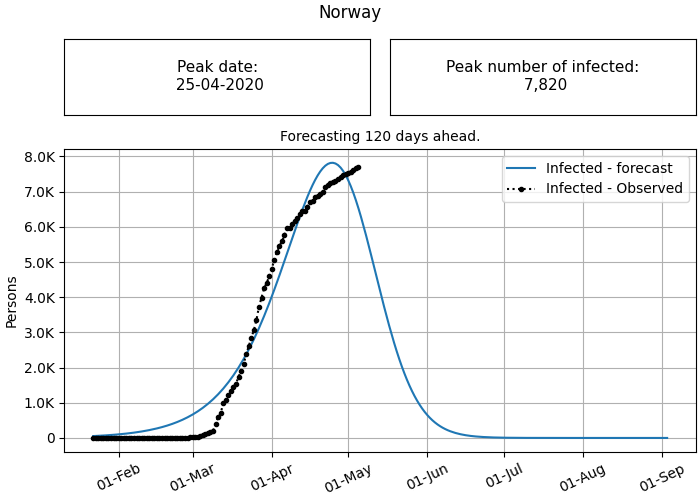 Norway
Peak date:
25-04-2020
Peak number of infected:
7,820
Forecasting 120 days ahead.
8.0K
7.0K
6.0K
5.0K
4.0K
3.0K
2.0K
1.0K
0
Persons
Infected - forecast
Infected - Observed
01-Feb
01-Mar
01-Apr
01-May
01-Jun
01-Jul
01-Aug
01-Sep